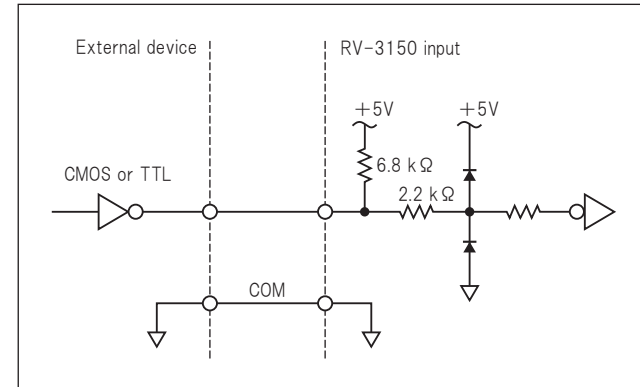 External device
RV-3150 input
+5V
+5V
6.8 kΩ
CMOS or TTL
2.2 kΩ
COM